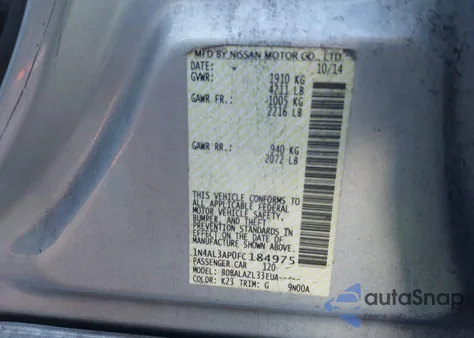 MFD BY NISSAN MOTOR CO., LTD
DATE: 10/14
GVWR: 1910 KG
4211 LB
GAWR FR.: 1005 KG
2216 LB
GAWR RR.: 940 KG
2072 LB
THIS VEHICLE CONFORMS TO
ALL APPLICABLE FEDERAL
MOTOR VEHICLE SAFETY,
BUMPER, AND THEFT
PREVENTION STANDARDS
IN EFFECT ON THE DATE OF
MANUFACTURE SHOWN ABOVE.
1N4AL3AP0FC184975
PASSENGER CAR 120
MODEL: BDBALAZL33EUA-----
COLOR: K23 TRIM: G 9N00A
autoSnap